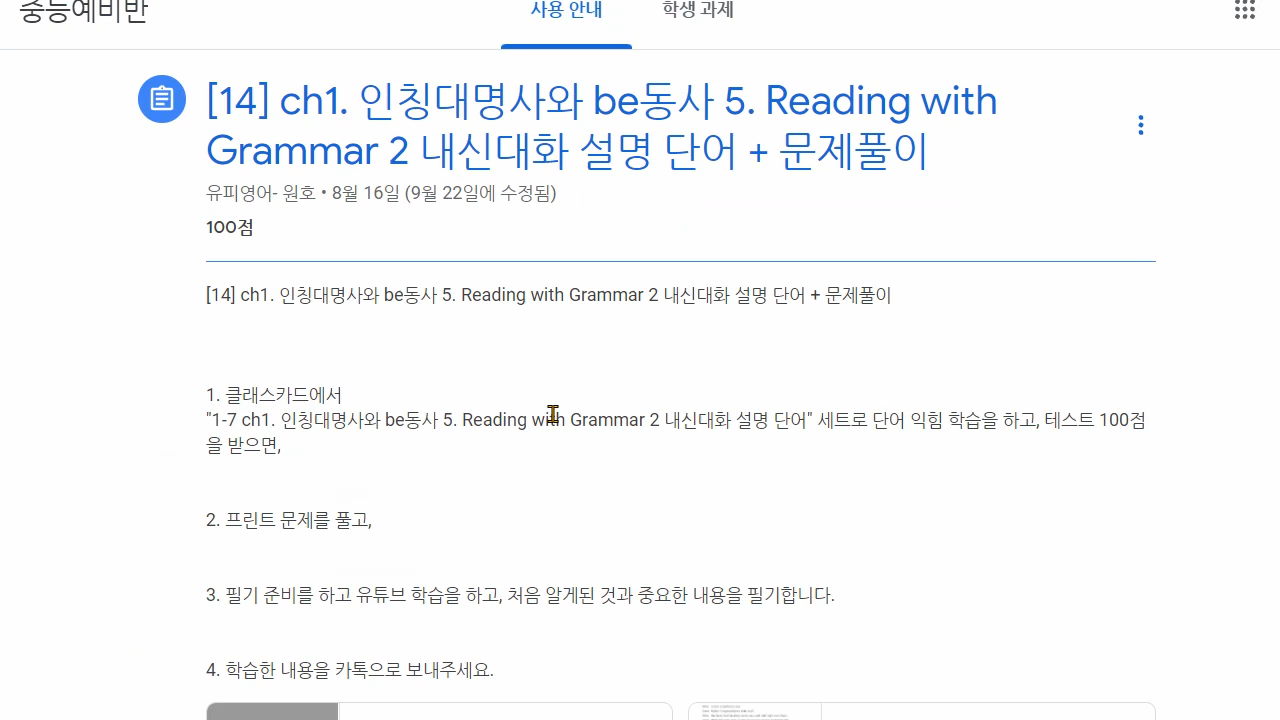 중등예비반
사용 안내
학생 과제
[14] ch1. 인칭대명사와 be동사 5. Reading with
Grammar 2 내신대화 설명 단어 + 문제풀이
유피영어- 원호 • 8월 16일 (9월 22일에 수정됨)
100점
[14] ch1. 인칭대명사와 be동사 5. Reading with Grammar 2 내신대화 설명 단어 + 문제풀이
1. 클래스카드에서
"1-7 ch1. 인칭대명사와 be동사 5. Reading with Grammar 2 내신대화 설명 단어" 세트로 단어 익힘 학습을 하고, 테스트 100점
을 받으면,
2. 프린트 문제를 풀고,
3. 필기 준비를 하고 유튜브 학습을 하고, 처음 알게된 것과 중요한 내용을 필기합니다.
4. 학습한 내용을 카톡으로 보내주세요.